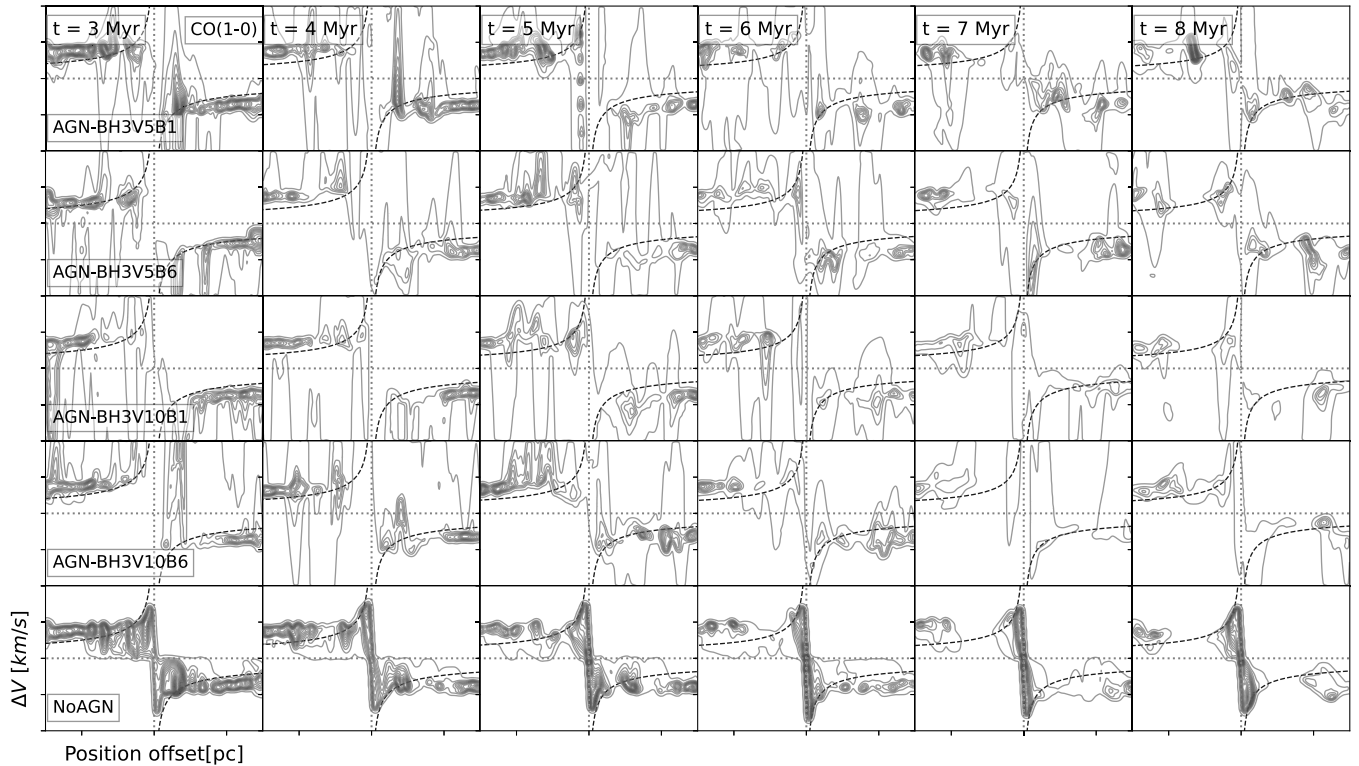 t = 3 Myr
CO(1-0)
t = 4 Myr
t = 5 Myr
t = 6 Myr
t = 7 Myr
t = 8 Myr
AGN-BH3V5B1
AGN-BH3V5B6
AGN-BH3V10B1
AGN-BH3V10B6
NoAGN
ΔV [km/s]
Position offset[pc]